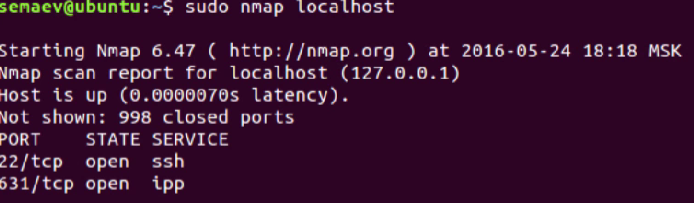 semaev@ubuntu:~$ sudo nmap localhost
Starting Nmap 6.47 ( http://nmap.org ) at 2016-05-24 18:18 MSK
Nmap scan report for localhost (127.0.0.1)
Host is up (0.0000070s latency).
Not shown: 998 closed ports
PORT    STATE SERVICE
22/tcp  open  ssh
631/tcp open  ipp